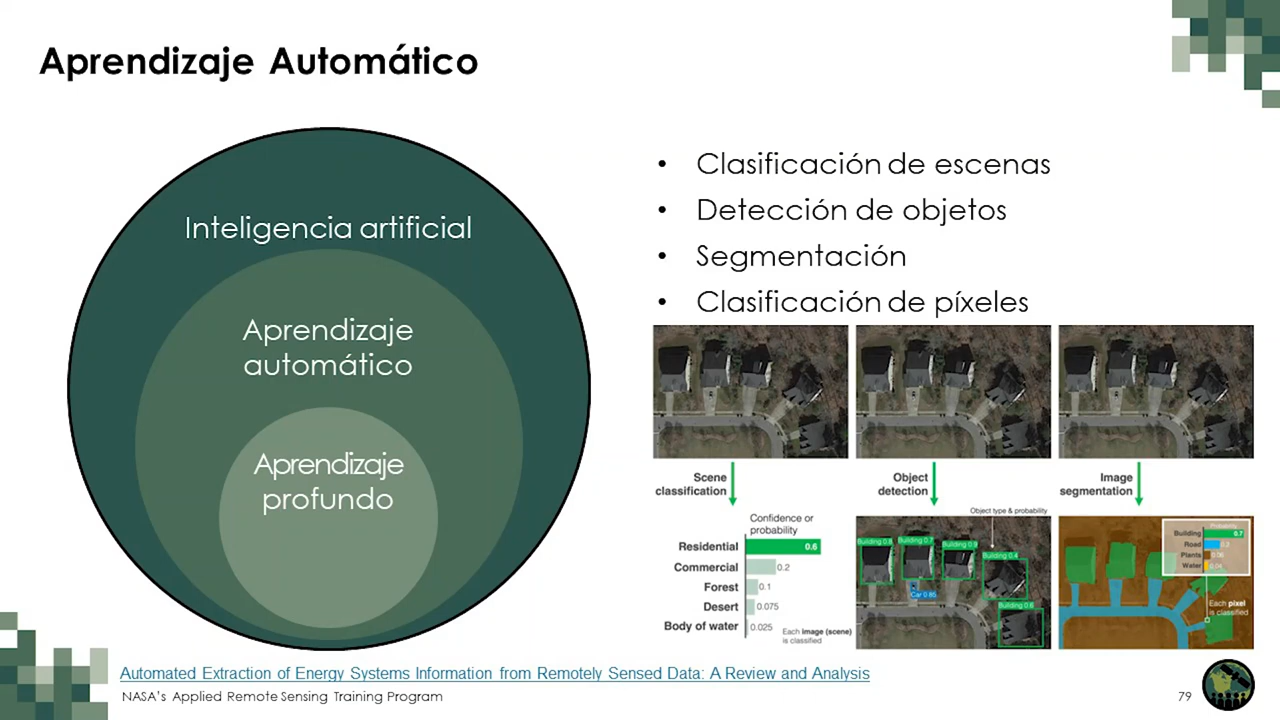 Aprendizaje Automático
Inteligencia artificial
Aprendizaje
automático
Aprendizaje
profundo
• Clasificación de escenas
• Detección de objetos
• Segmentación
• Clasificación de píxeles
Scene
classification
Confidence or
probability
Residential 0.6
Commercial 0.2
Forest 0.1
Desert 0.075
Body of water 0.025
Each image (scene)
is classified
Object
detection
Object type & probability
Building 0.8
Building 0.7
Building 0.9
Building 0.4
Car 0.85
Building 0.6
Image
segmentation
Probability
Building 0.7
Road 0.2
Plants 0.06
Water 0.04
Each pixel
is classified
Automated Extraction of Energy Systems Information from Remotely Sensed Data: A Review and Analysis
NASA's Applied Remote Sensing Training Program
79